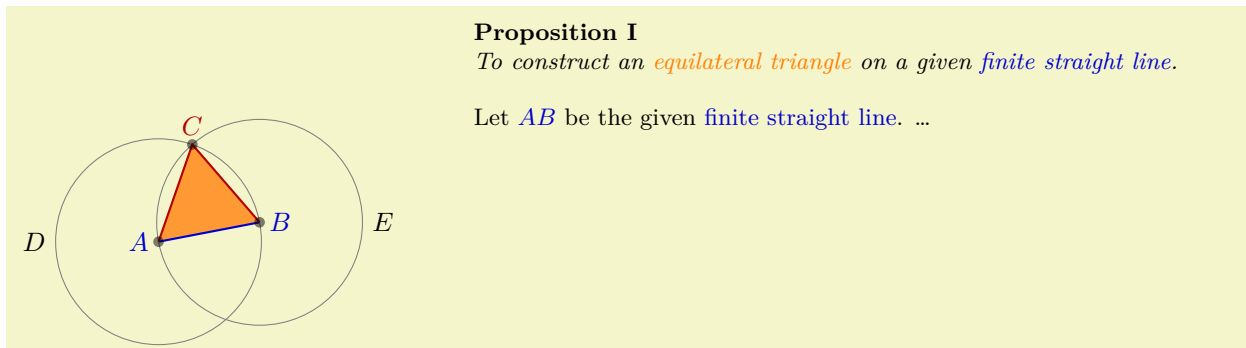 Proposition I
To construct an equilateral triangle on a given finite straight line.
Let AB be the given finite straight line. …
C
B
E
A
D